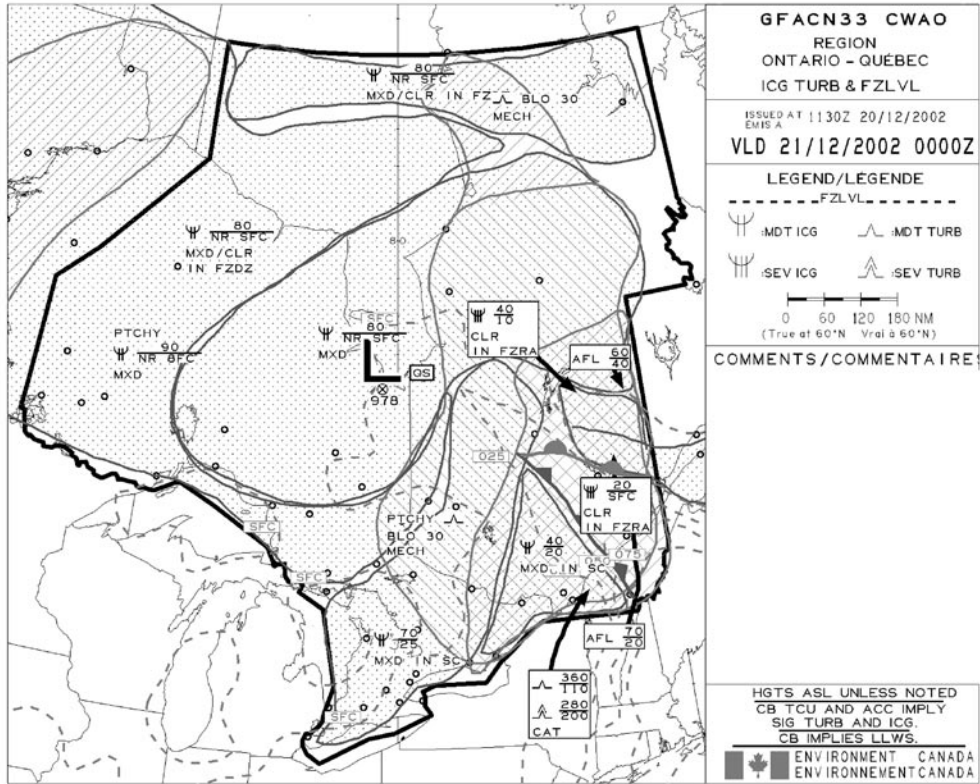 GFACN33 CWAO
REGION
ONTARIO - QUÉBEC
ICG TURB & FZLVL
ISSUED AT 1130Z 20/12/2002
ÉMIS À
VLD 21/12/2002 0000Z
LEGEND/LÉGENDE
FZLVL
:MDT ICG
:MDT TURB
:SEV ICG
:SEV TURB
0 60 120 180 NM
(True at 60°N Vrai à 60°N)
COMMENTS/COMMENTAIRES
HGTS ASL UNLESS NOTED
CB TCU AND ACC IMPLY
SIG TURB AND ICG.
CB IMPLIES LLWS.
ENVIRONMENT CANADA
ENVIRONNEMENT CANADA
80
NR SFC
MXD/CLR IN FZ
BLO 30
MECH
80
NR SFC
MXD/CLR
IN FZDZ
80
PTCHY
90
NR SFC
MXD
SFC
80
NR SFC
MXD
QS
978
40
10
CLR
IN FZRA
AFL 60
40
025
20
SFC
CLR
IN FZRA
PTCHY
BLO 30
MECH
40
20
MXD IN SC
050
075
SFC
SFC
70
25
MXD IN SC
SFC
AFL 70
20
360
110
280
200
CAT